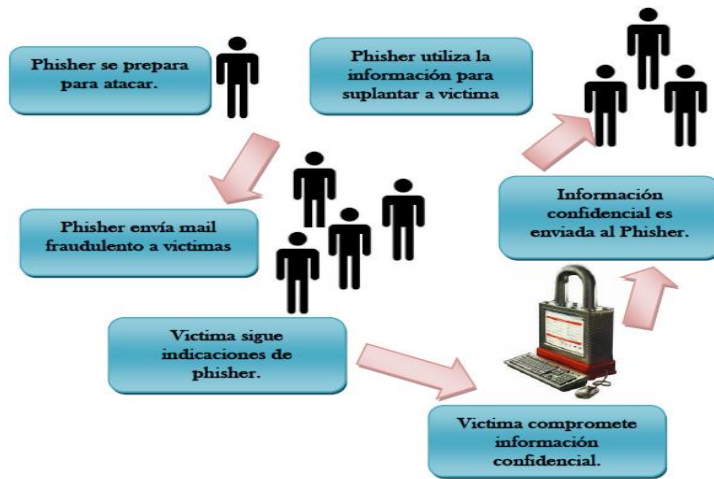 Phisher se prepara
para atacar.
Phisher envía mail
fraudulento a victimas
Victima sigue
indicaciones de
phisher.
Victima compromete
información
confidencial.
Información
confidencial es
enviada al Phisher.
Phisher utiliza la
información para
suplantar a victima